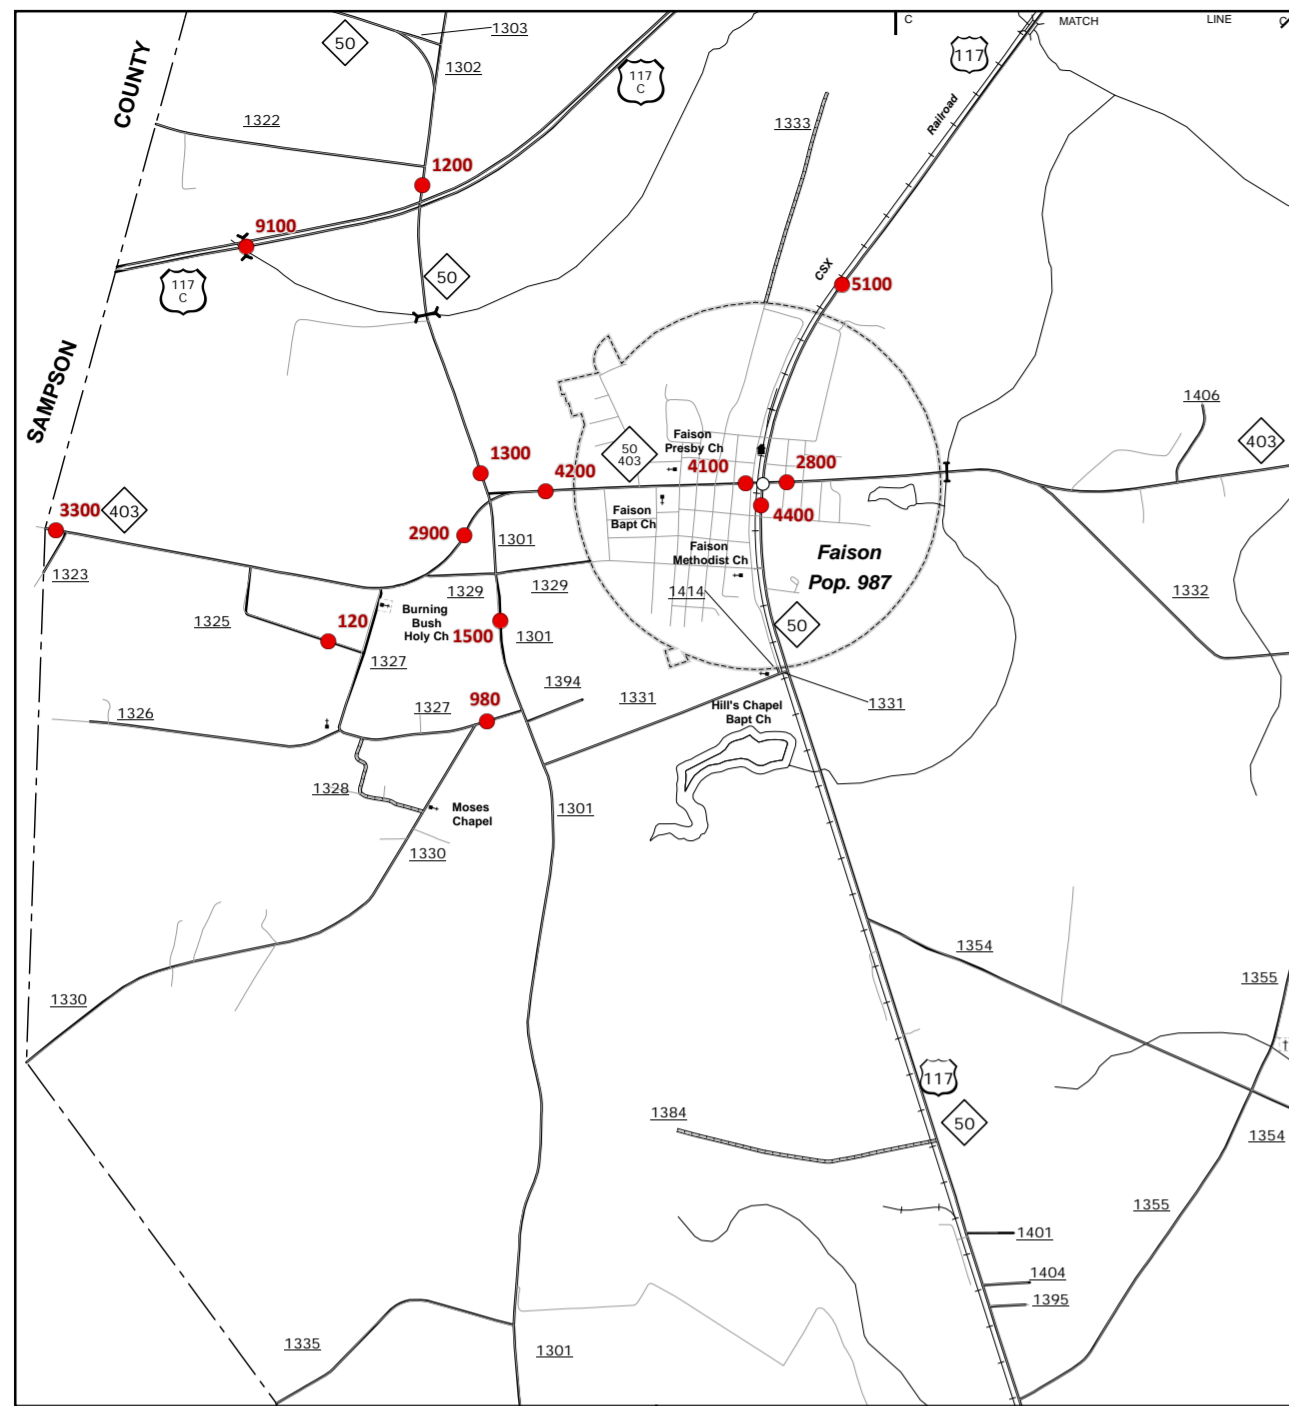 C
MATCH
LINE
C
1303
50
117
1302
COUNTY
117
C
1322
1333
Railroad
1200
9100
50
CSX
5100
117
C
SAMPSON
1406
50
403
Faison
Presby Ch
403
1300
4200
4100
2800
3300
403
2900
Faison
Bapt Ch
4400
1301
Faison
Methodist Ch
Faison
Pop. 987
1323
1329
1329
1414
1332
1325
120
Burning
Bush
Holy Ch
1500
1301
50
1327
1394
1331
1331
1326
1327
980
Hill's Chapel
Bapt Ch
1328
Moses
Chapel
1301
1330
1354
1355
1330
117
1384
50
1354
1355
1401
1404
1395
1335
1301